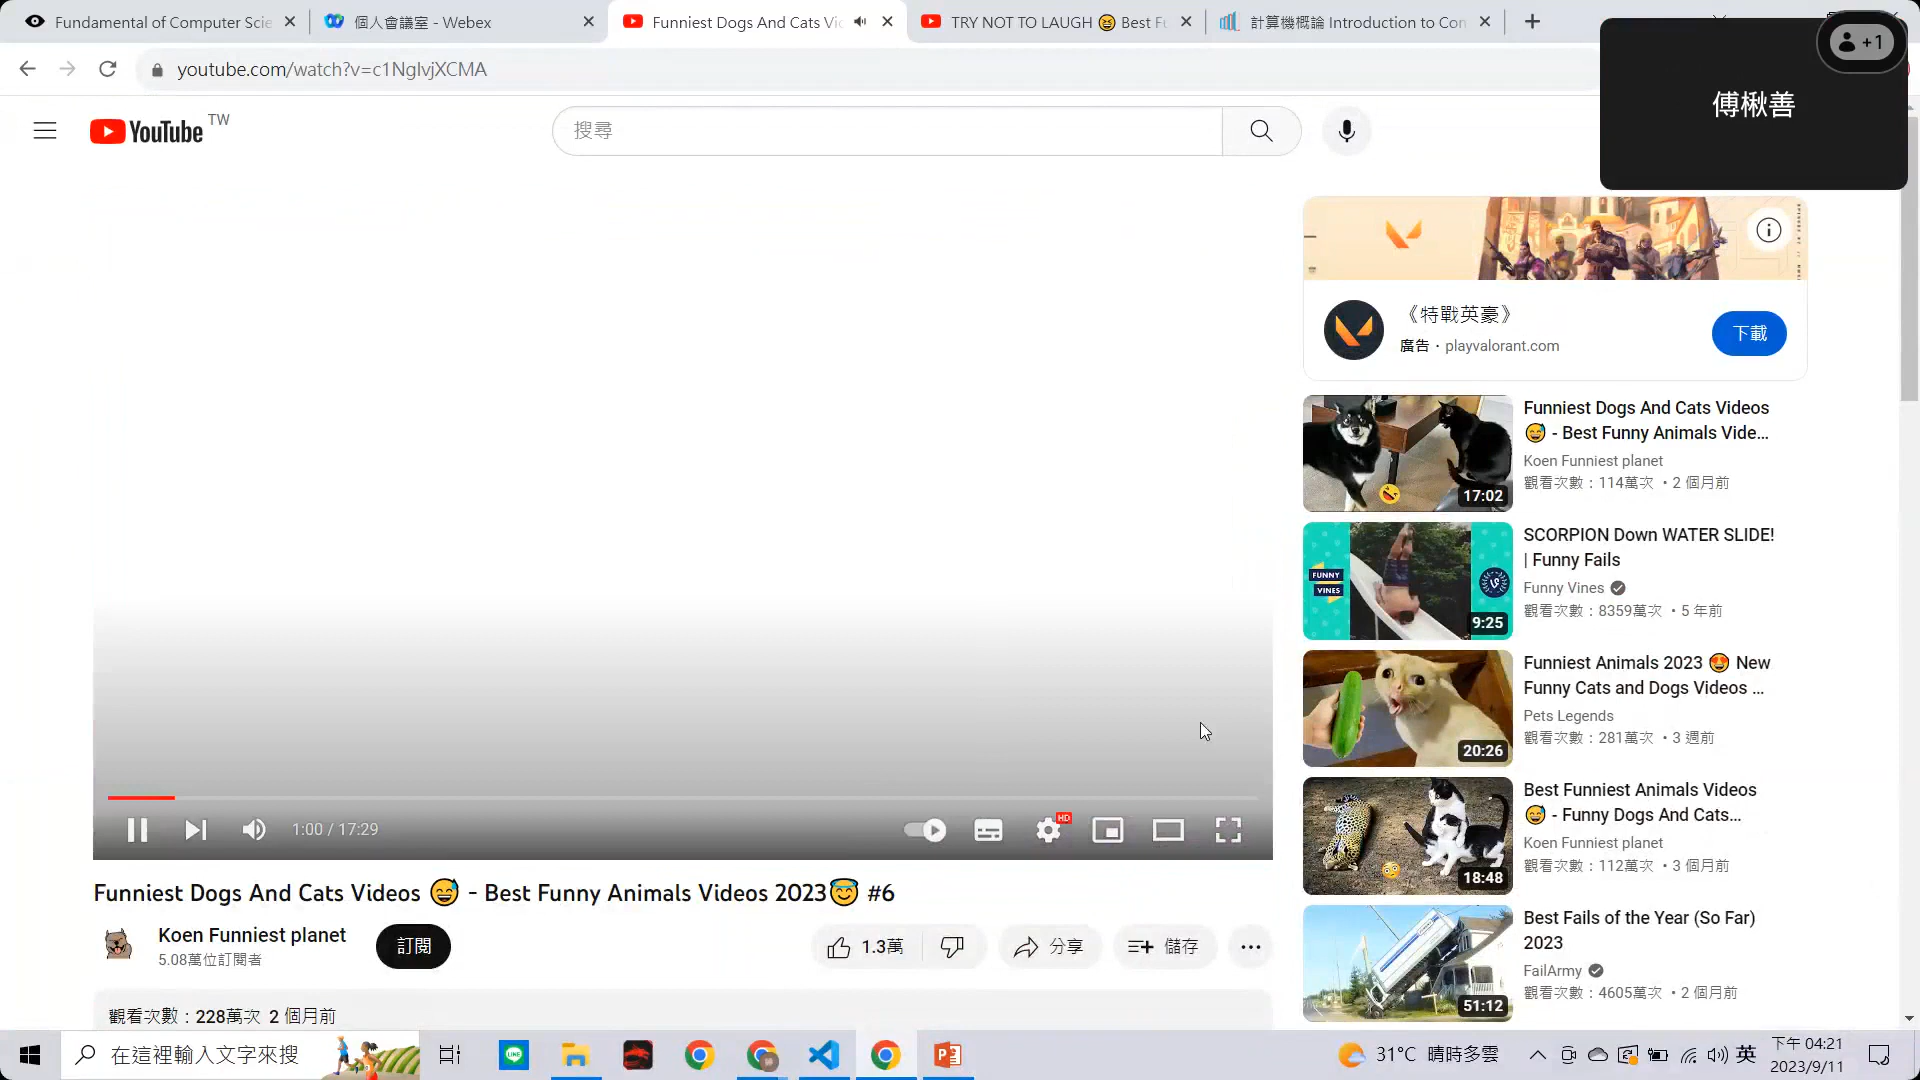 Fundamental of Computer Scie
個人會議室 - Webex
Funniest Dogs And Cats Vic
TRY NOT TO LAUGH 😆 Best Fu
計算機概論 Introduction to Con
youtube.com/watch?v=c1NglvjXCMA
+1
傅楸善
YouTube TW
搜尋
《特戰英豪》
廣告・playvalorant.com
下載
Funniest Dogs And Cats Videos
😅 - Best Funny Animals Vide...
Koen Funniest planet
觀看次數：114萬次 ・2 個月前
17:02
SCORPION Down WATER SLIDE!
| Funny Fails
Funny Vines
觀看次數：8359萬次 ・5 年前
FUNNY
VINES
9:25
Funniest Animals 2023 😍 New
Funny Cats and Dogs Videos ...
Pets Legends
觀看次數：281萬次 ・3 週前
20:26
Best Funniest Animals Videos
😅 - Funny Dogs And Cats...
Koen Funniest planet
觀看次數：112萬次 ・3 個月前
18:48
Best Fails of the Year (So Far)
2023
FailArmy
觀看次數：4605萬次 ・2 個月前
51:12
1:00 / 17:29
HD
Funniest Dogs And Cats Videos 😅 - Best Funny Animals Videos 2023😇 #6
Koen Funniest planet
5.08萬位訂閱者
訂閱
1.3萬
分享
儲存
觀看次數：228萬次 2 個月前
在這裡輸入文字來搜
LINE
31°C 晴時多雲
英
下午 04:21
2023/9/11